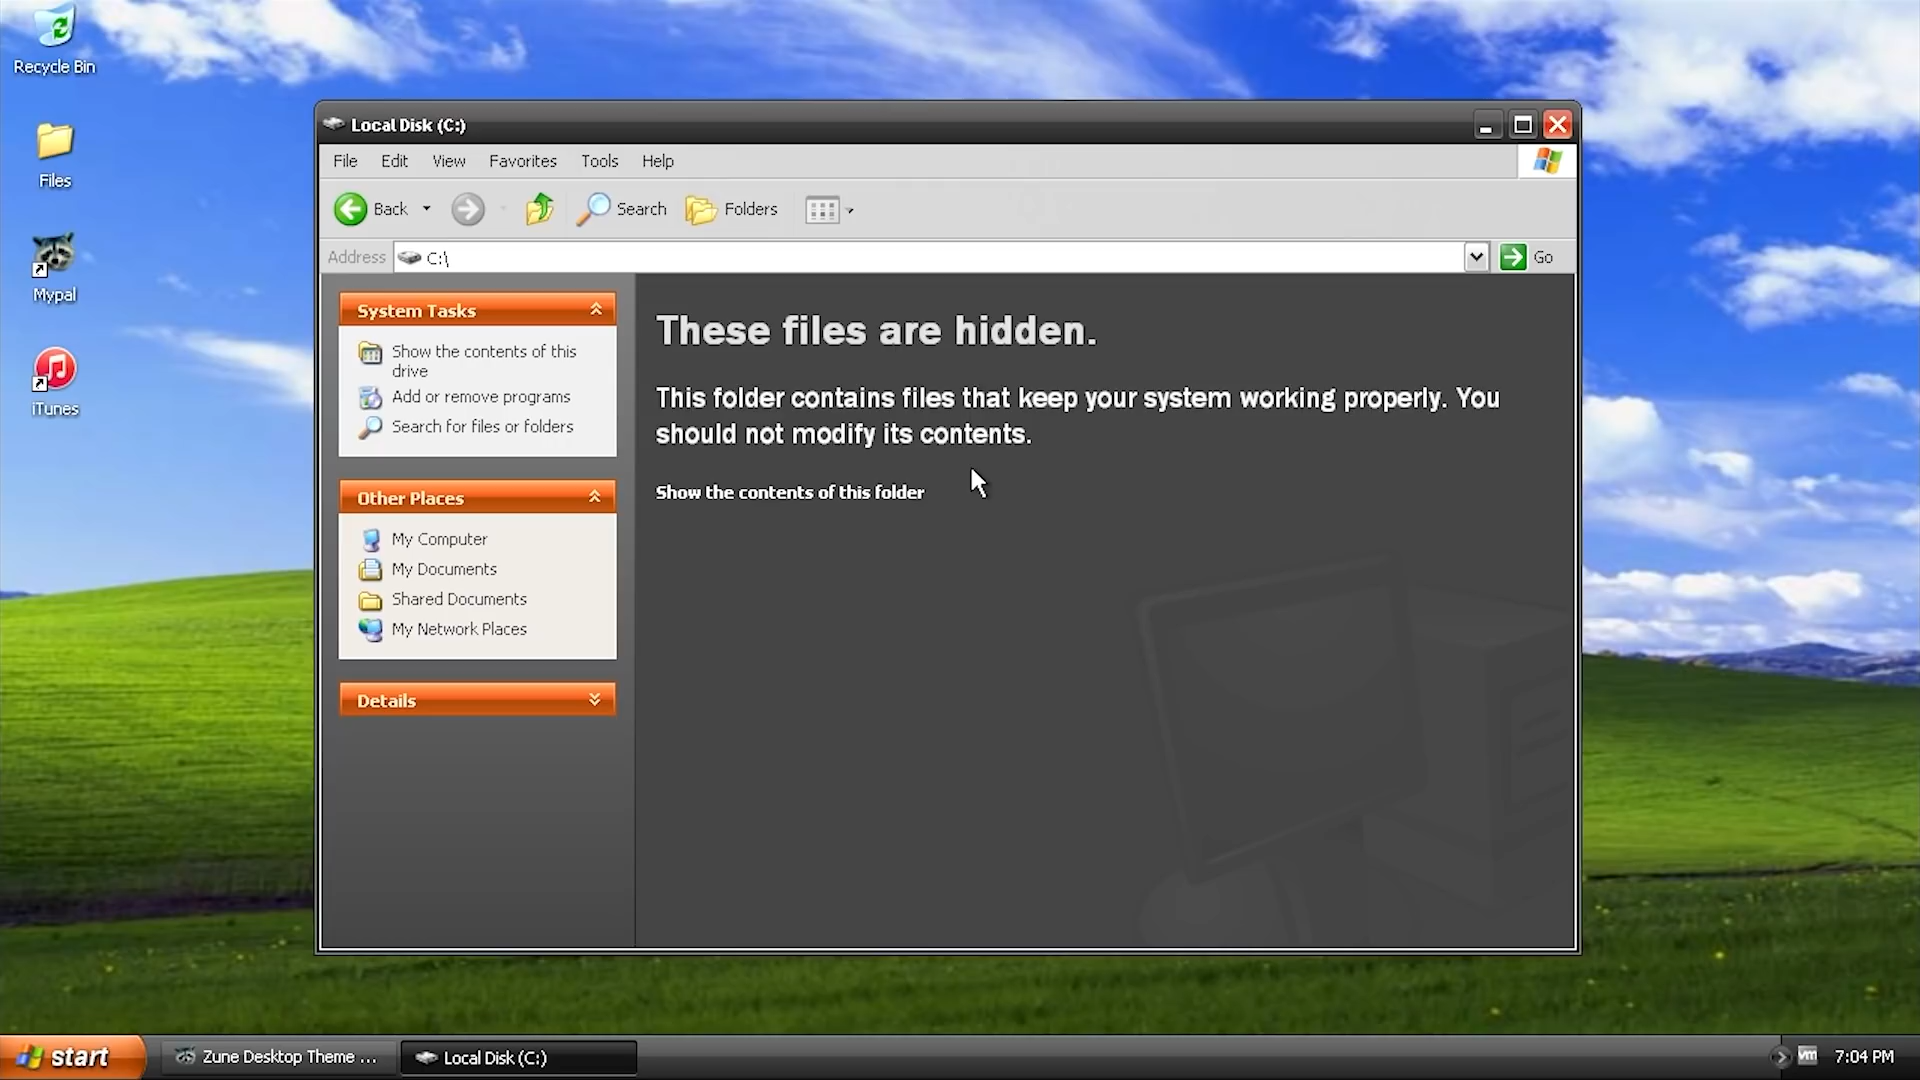 Recycle Bin
Files
Mypal
iTunes
Local Disk (C:)
File Edit View Favorites Tools Help
Back Search Folders
Address C:\ Go
System Tasks
Show the contents of this
drive
Add or remove programs
Search for files or folders
Other Places
My Computer
My Documents
Shared Documents
My Network Places
Details
These files are hidden.
This folder contains files that keep your system working properly. You
should not modify its contents.
Show the contents of this folder
start Zune Desktop Theme ... Local Disk (C:) vm 7:04 PM